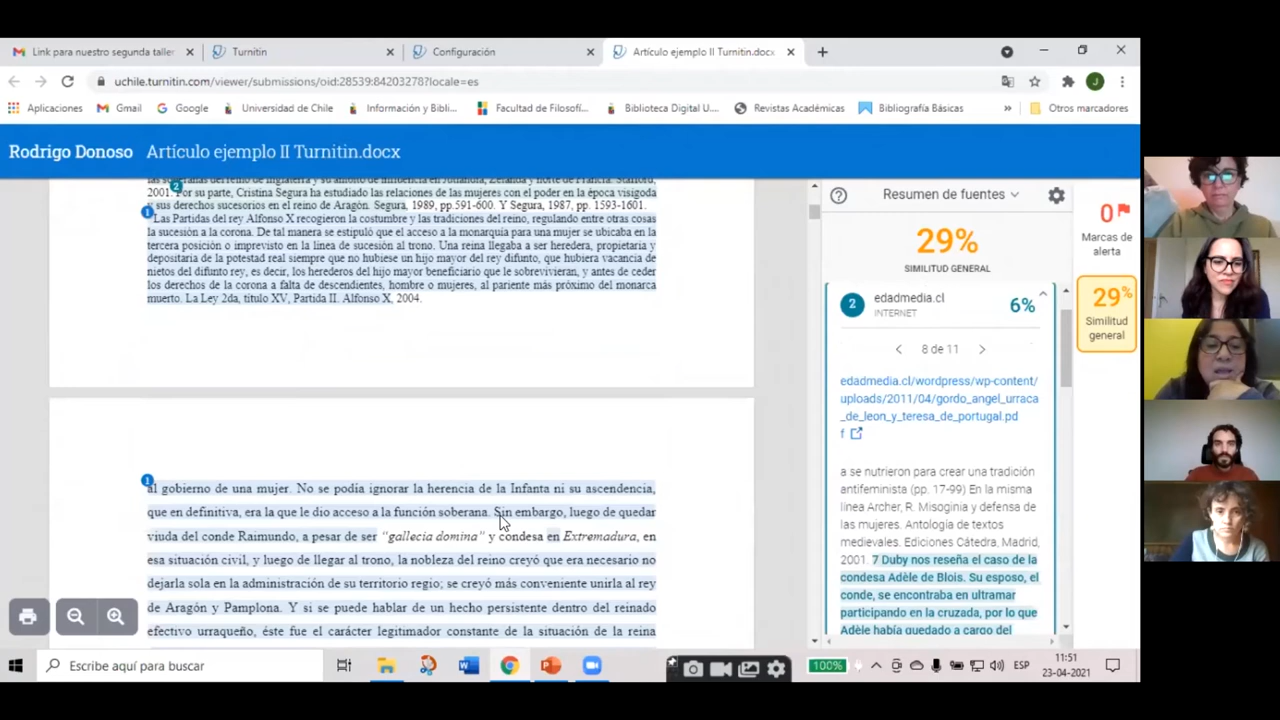 Link para nuestro segunda taller
Turnitin
Configuración
Artículo ejemplo II Turnitin.docx
uchile.turnitin.com/viewer/submissions/oid:28539:84203278?locale=es
J
Aplicaciones
Gmail
Google
Universidad de Chile
Información y Bibli...
Facultad de Filosof...
Biblioteca Digital U....
Revistas Académicas
Bibliografía Básicas
»
Otros marcadores
Rodrigo Donoso Artículo ejemplo II Turnitin.docx
2001. Por su parte, Cristina Segura ha estudiado las relaciones de las mujeres con el poder en la época visigoda
y sus derechos sucesorios en el reino de Aragón. Segura, 1989, pp.591-600. Y Segura, 1987, pp. 1593-1601.
Las Partidas del rey Alfonso X recogieron la costumbre y las tradiciones del reino, regulando entre otras cosas
la sucesión a la corona. De tal manera se estipuló que el acceso a la monarquía para una mujer se ubicaba en la
tercera posición o imprevisto en la línea de sucesión al trono. Una reina llegaba a ser heredera, propietaria y
depositaria de la potestad real siempre que no hubiese un hijo mayor del rey difunto, que hubiera vacancia de
nietos del difunto rey, es decir, los herederos del hijo mayor beneficiario que le sobrevivieran, y antes de ceder
los derechos de la corona a falta de descendientes, hombre o mujeres, al pariente más próximo del monarca
muerto. La Ley 2da, título XV, Partida II. Alfonso X, 2004.
2
1
1
al gobierno de una mujer. No se podía ignorar la herencia de la Infanta ni su ascendencia,
que en definitiva, era la que le dio acceso a la función soberana. Sin embargo, luego de quedar
viuda del conde Raimundo, a pesar de ser “gallecia domina” y condesa en Extremadura, en
esa situación civil, y luego de llegar al trono, la nobleza del reino creyó que era necesario no
dejarla sola en la administración de su territorio regio; se creyó más conveniente unirla al rey
de Aragón y Pamplona. Y si se puede hablar de un hecho persistente dentro del reinado
efectivo urraqueño, éste fue el carácter legitimador constante de la situación de la reina
Resumen de fuentes
29%
SIMILITUD GENERAL
2
edadmedia.cl
INTERNET
6%
8 de 11
edadmedia.cl/wordpress/wp-content/
uploads/2011/04/gordo_angel_urraca
_de_leon_y_teresa_de_portugal.pd
f
a se nutrieron para crear una tradición
antifeminista (pp. 17-99) En la misma
línea Archer, R. Misoginia y defensa de
las mujeres. Antología de textos
medievales. Ediciones Cátedra, Madrid,
2001. 7 Duby nos reseña el caso de la
condesa Adèle de Blois. Su esposo, el
conde, se encontraba en ultramar
participando en la cruzada, por lo que
Adèle había quedado a cargo del
0
Marcas de
alerta
29%
Similitud
general
Escribe aquí para buscar
100%
ESP
11:51
23-04-2021